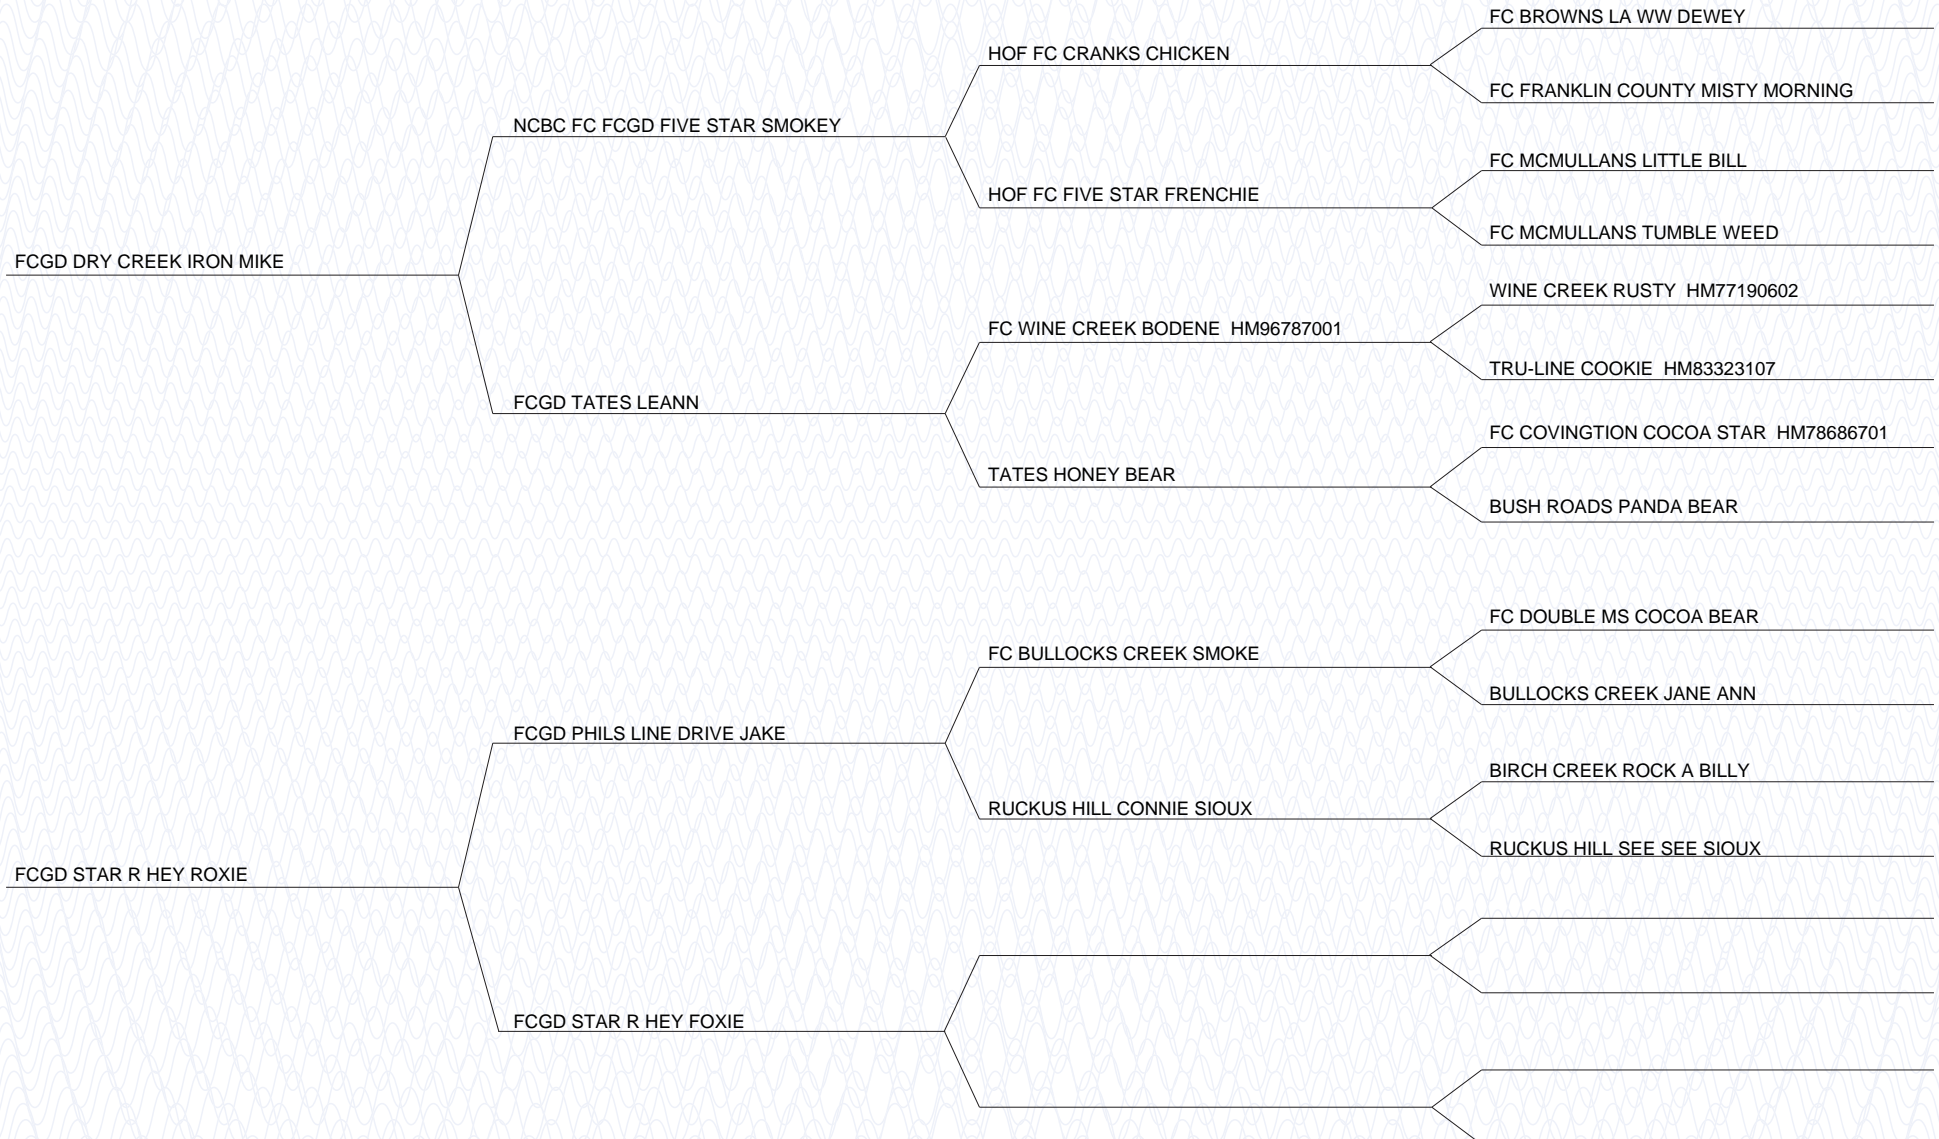 FC BROWNS LA WW DEWEY
HOF FC CRANKS CHICKEN
FC FRANKLIN COUNTY MISTY MORNING
NCBC FC FCGD FIVE STAR SMOKEY
FC MCMULLANS LITTLE BILL
HOF FC FIVE STAR FRENCHIE
FC MCMULLANS TUMBLE WEED
FCGD DRY CREEK IRON MIKE
WINE CREEK RUSTY HM77190602
FC WINE CREEK BODENE HM96787001
TRU-LINE COOKIE HM83323107
FCGD TATES LEANN
FC COVINGTION COCOA STAR HM78686701
TATES HONEY BEAR
BUSH ROADS PANDA BEAR
FC DOUBLE MS COCOA BEAR
FC BULLOCKS CREEK SMOKE
BULLOCKS CREEK JANE ANN
FCGD PHILS LINE DRIVE JAKE
BIRCH CREEK ROCK A BILLY
RUCKUS HILL CONNIE SIOUX
RUCKUS HILL SEE SEE SIOUX
FCGD STAR R HEY ROXIE
FCGD STAR R HEY FOXIE